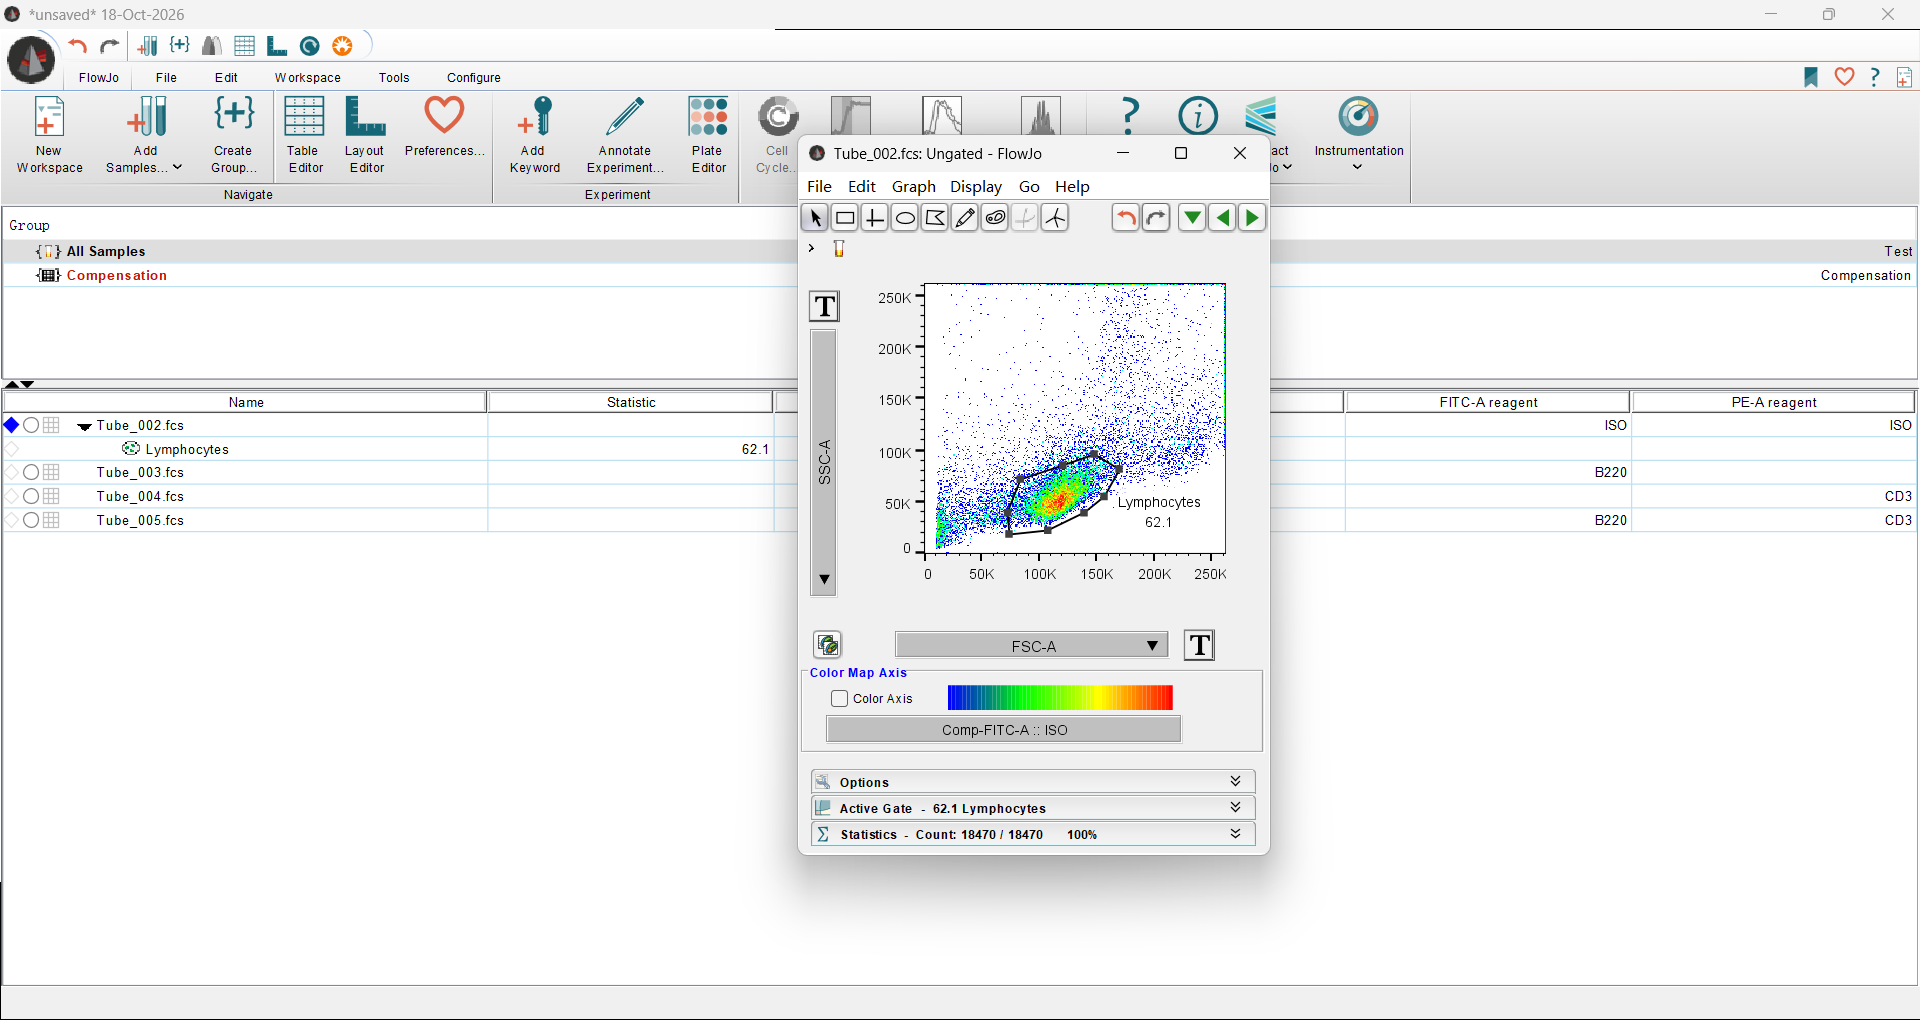 *unsaved* 18-Oct-2026
FlowJo File Edit Workspace Tools Configure
New Workspace
Add Samples...
Create Group...
Table Editor
Layout Editor
Preferences...
Add Keyword
Annotate Experiment...
Plate Editor
Cell Cycle...
Instrumentation
Navigate
Experiment
Group
All Samples Test
Compensation Compensation
Name Statistic FITC-A reagent PE-A reagent
Tube_002.fcs ISO ISO
Lymphocytes 62.1
Tube_003.fcs B220
Tube_004.fcs CD3
Tube_005.fcs B220 CD3
Tube_002.fcs: Ungated - FlowJo
File Edit Graph Display Go Help
T
SSC-A
250K
200K
150K
100K
50K
0
Lymphocytes
62.1
0 50K 100K 150K 200K 250K
FSC-A
T
Color Map Axis
Color Axis
Comp-FITC-A :: ISO
Options
Active Gate - 62.1 Lymphocytes
Statistics - Count: 18470 / 18470 100%